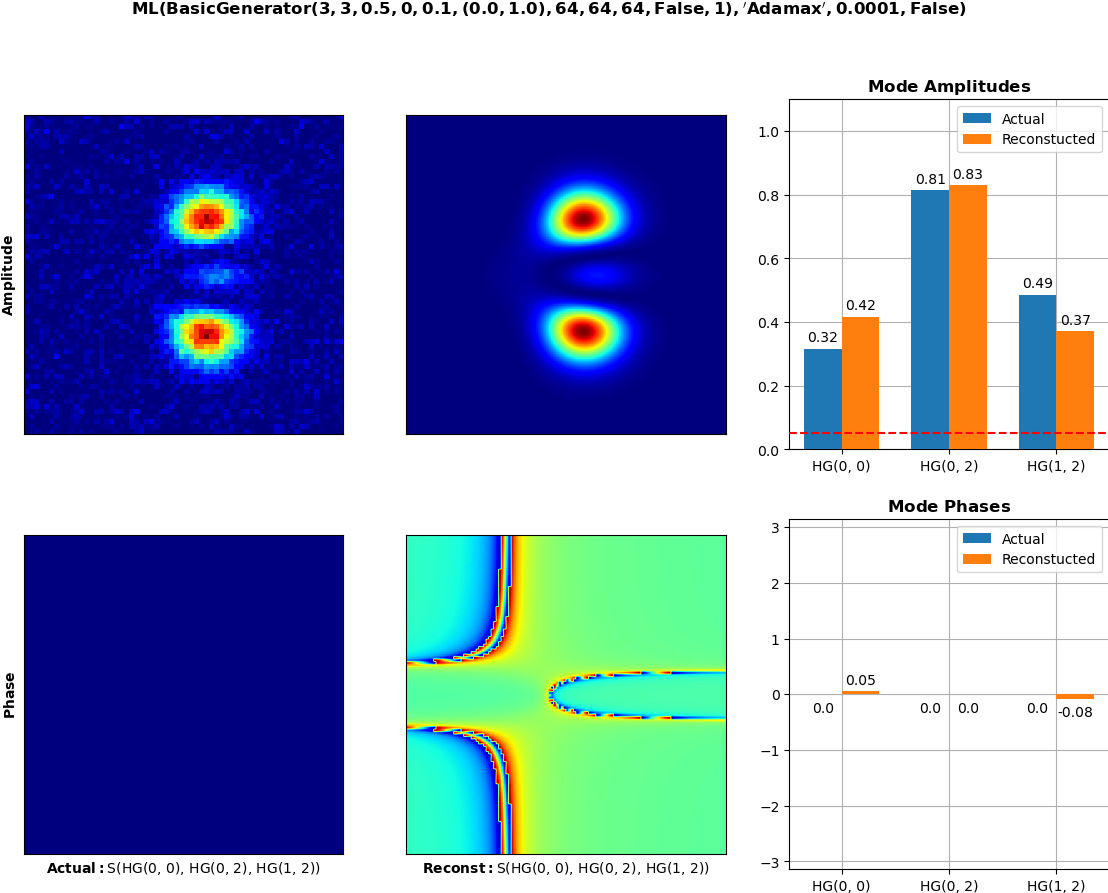 ML(BasicGenerator(3, 3, 0.5, 0, 0.1, (0.0, 1.0), 64, 64, 64, False, 1), ′Adamax′, 0.0001, False)
Amplitude
Mode Amplitudes
Actual
Reconstucted
1.0
0.8
0.6
0.4
0.2
0.0
0.32
0.42
0.81
0.83
0.49
0.37
HG(0, 0)
HG(0, 2)
HG(1, 2)
Phase
Actual: S(HG(0, 0), HG(0, 2), HG(1, 2))
Reconst: S(HG(0, 0), HG(0, 2), HG(1, 2))
Mode Phases
Actual
Reconstucted
3
2
1
0
−1
−2
−3
0.0
0.05
0.0
0.0
0.0
-0.08
HG(0, 0)
HG(0, 2)
HG(1, 2)